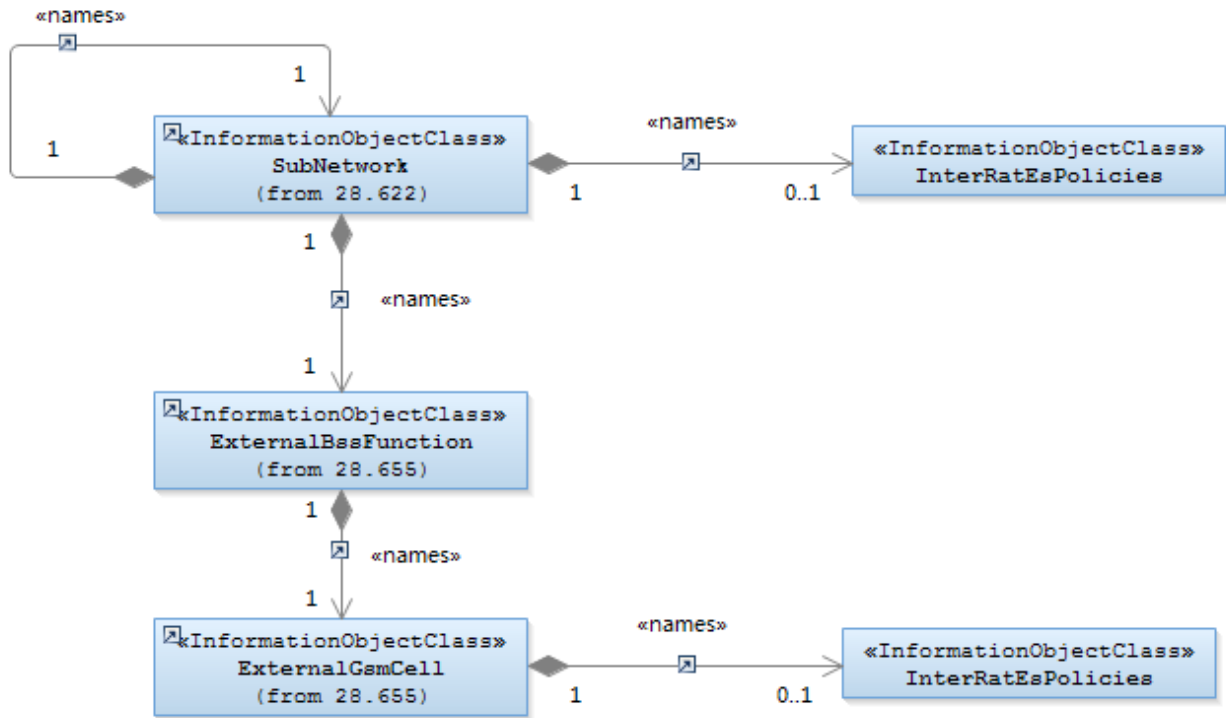 «names»
1
1
«InformationObjectClass»
SubNetwork
(from 28.622)
«names»
1
0..1
«InformationObjectClass»
InterRatEsPolicies
1
«names»
1
«InformationObjectClass»
ExternalBssFunction
(from 28.655)
1
«names»
1
«InformationObjectClass»
ExternalGsmCell
(from 28.655)
«names»
1
0..1
«InformationObjectClass»
InterRatEsPolicies